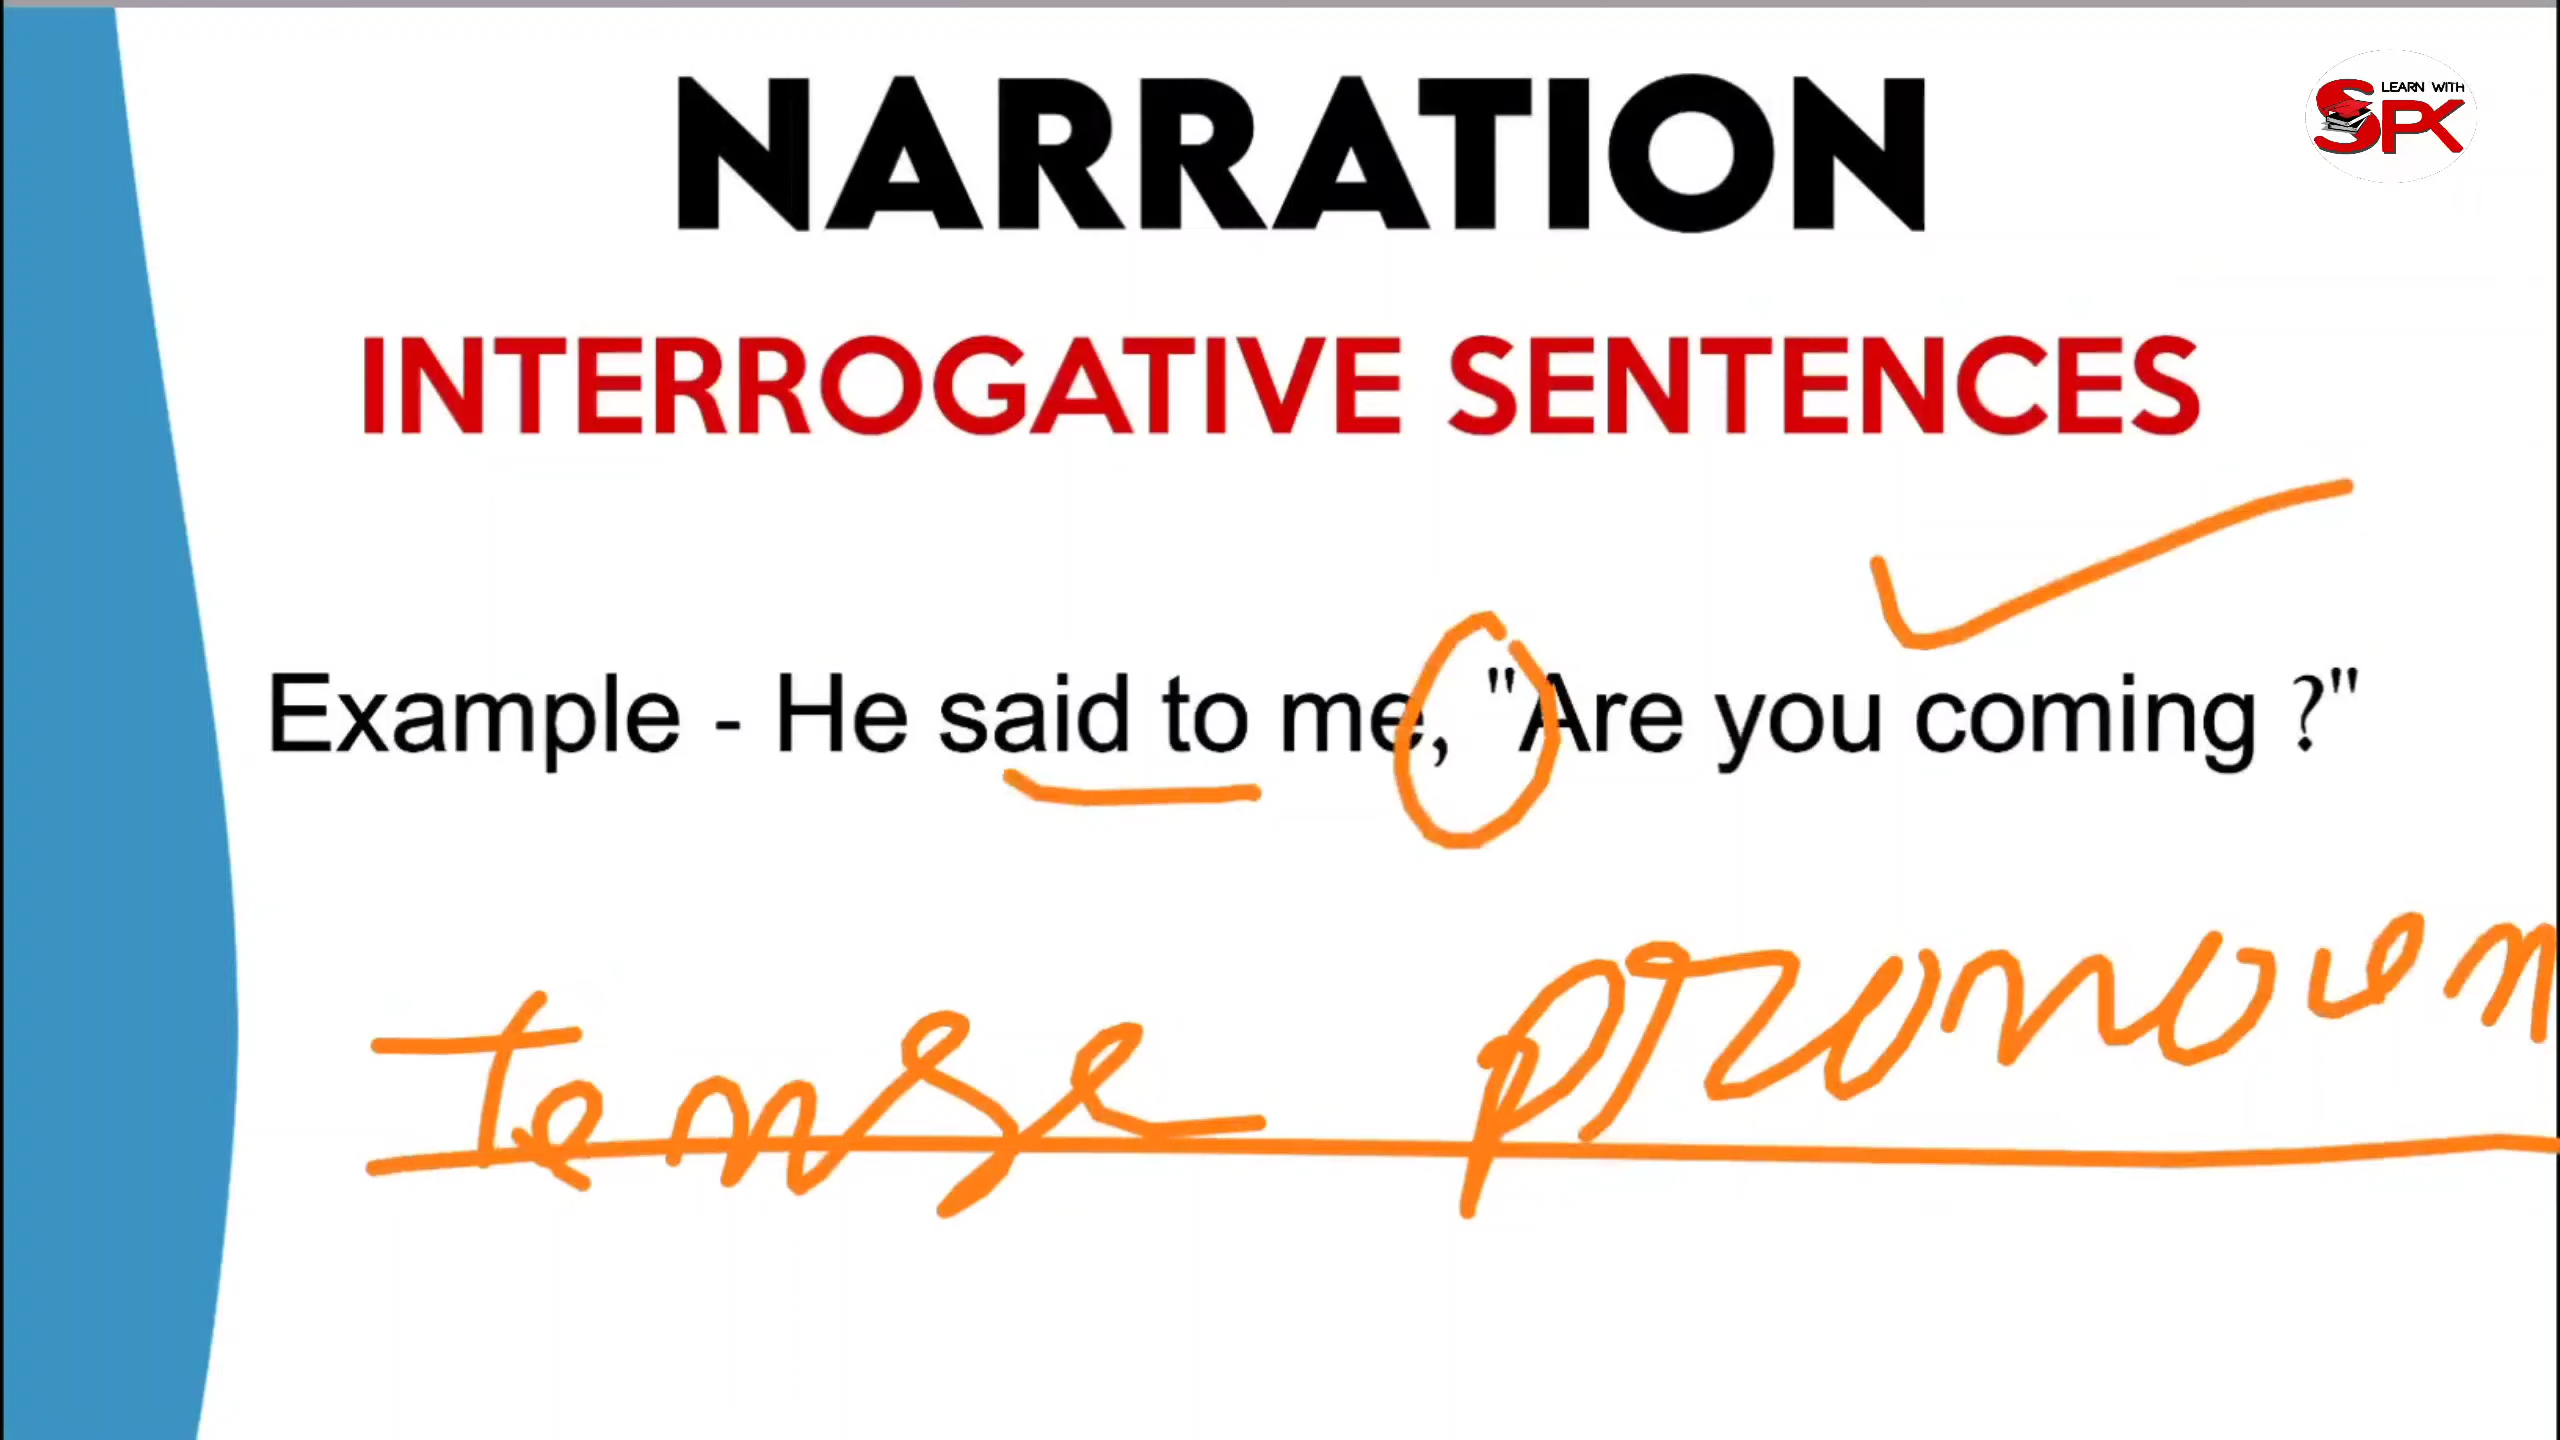 LEARN WITH
SPK
NARRATION
INTERROGATIVE SENTENCES
Example - He said to me, "Are you coming ?"
tense pronoun